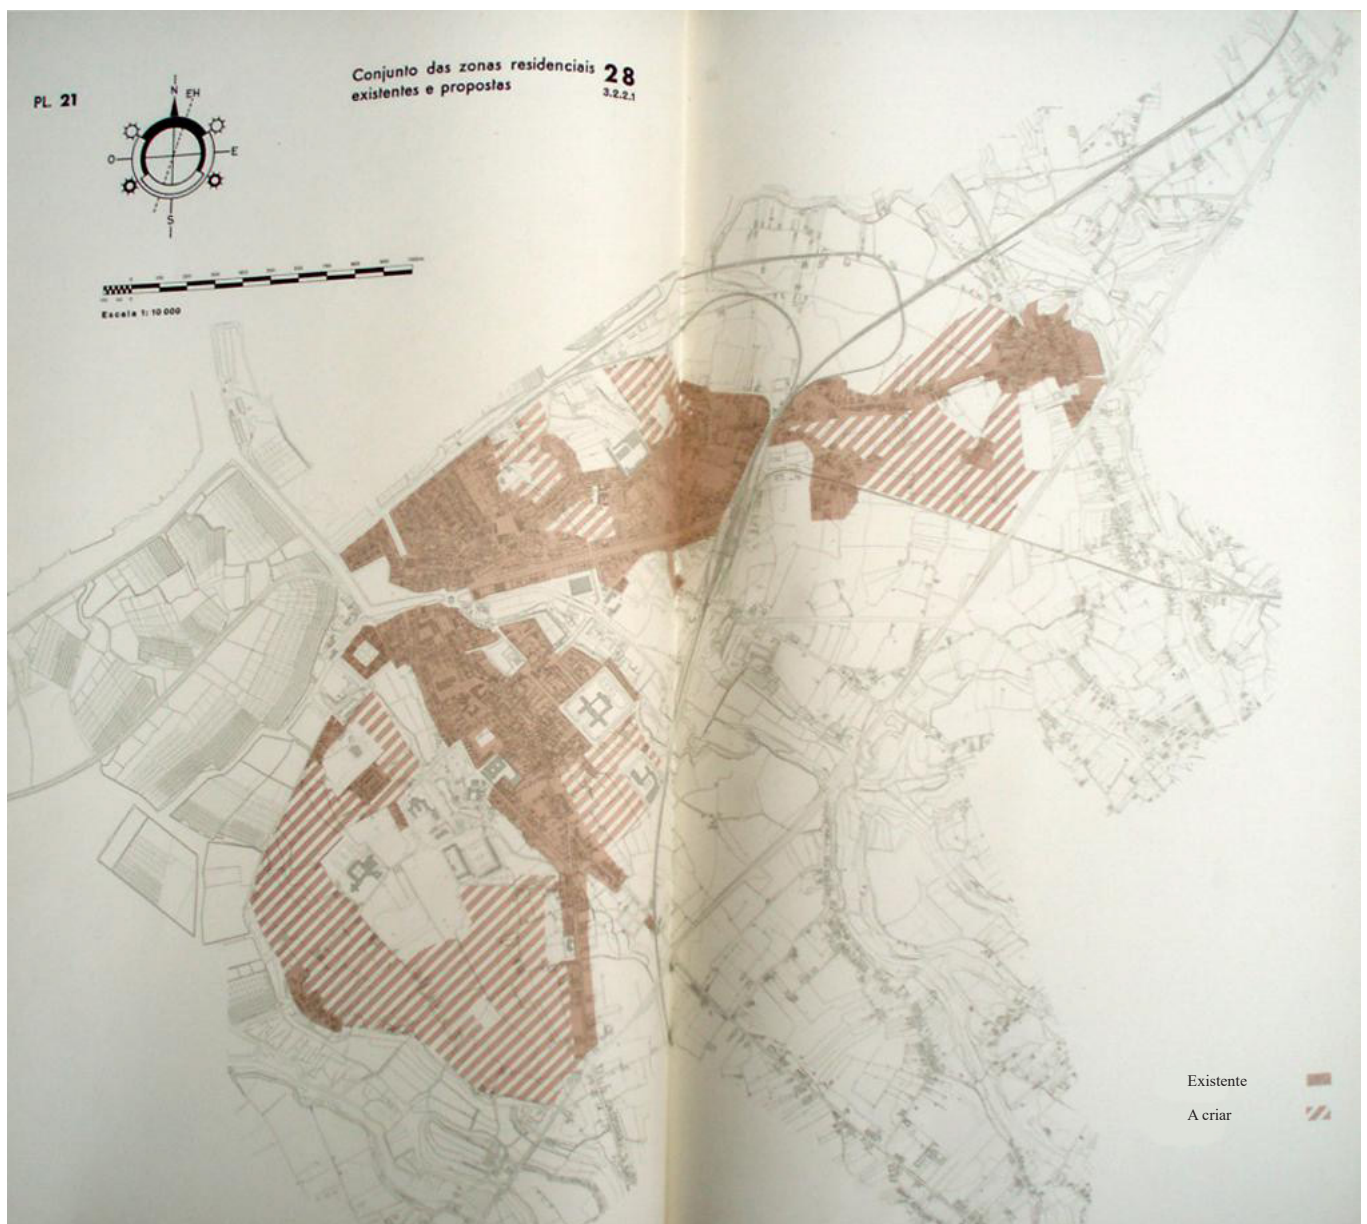 PL. 21
Conjunto das zonas residenciais
existentes e propostas
28
3.2.2.1
N
EH
O
E
S
Escala 1:10 000
Existente
A criar